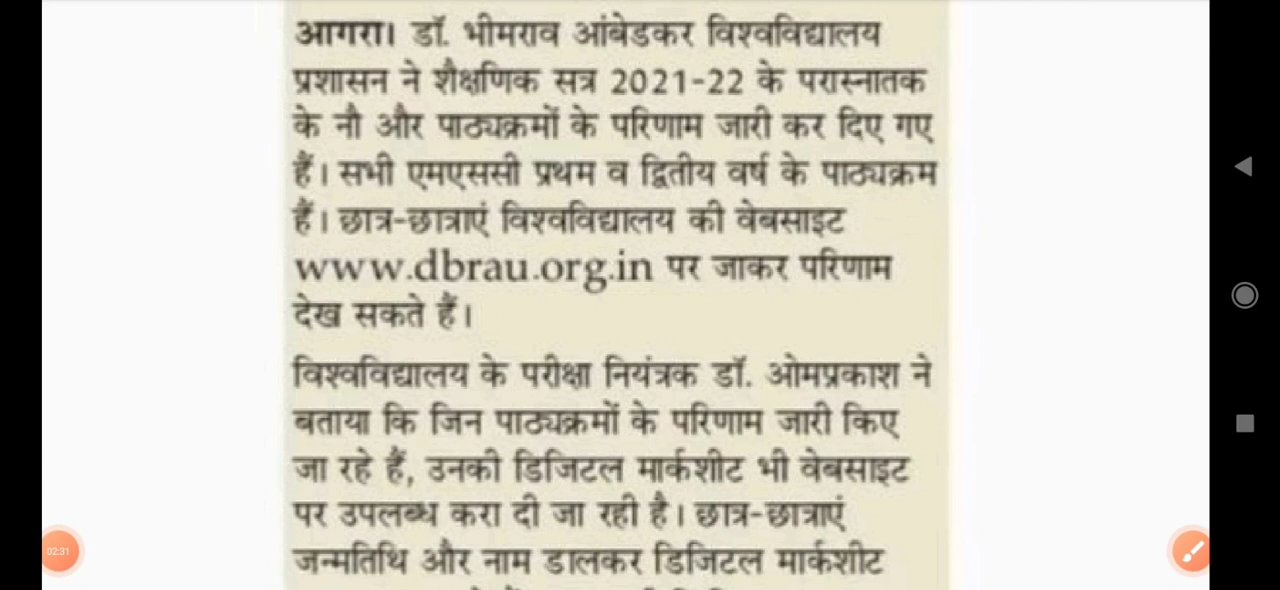 आगरा। डॉ. भीमराव आंबेडकर विश्वविद्यालय
प्रशासन ने शैक्षणिक सत्र 2021-22 के परास्नातक
के नौ और पाठ्यक्रमों के परिणाम जारी कर दिए गए
हैं। सभी एमएससी प्रथम व द्वितीय वर्ष के पाठ्यक्रम
हैं। छात्र-छात्राएं विश्वविद्यालय की वेबसाइट
www.dbrau.org.in पर जाकर परिणाम
देख सकते हैं।
विश्वविद्यालय के परीक्षा नियंत्रक डॉ. ओमप्रकाश ने
बताया कि जिन पाठ्यक्रमों के परिणाम जारी किए
जा रहे हैं, उनकी डिजिटल मार्कशीट भी वेबसाइट
पर उपलब्ध करा दी जा रही है। छात्र-छात्राएं
जन्मतिथि और नाम डालकर डिजिटल मार्कशीट
02:31